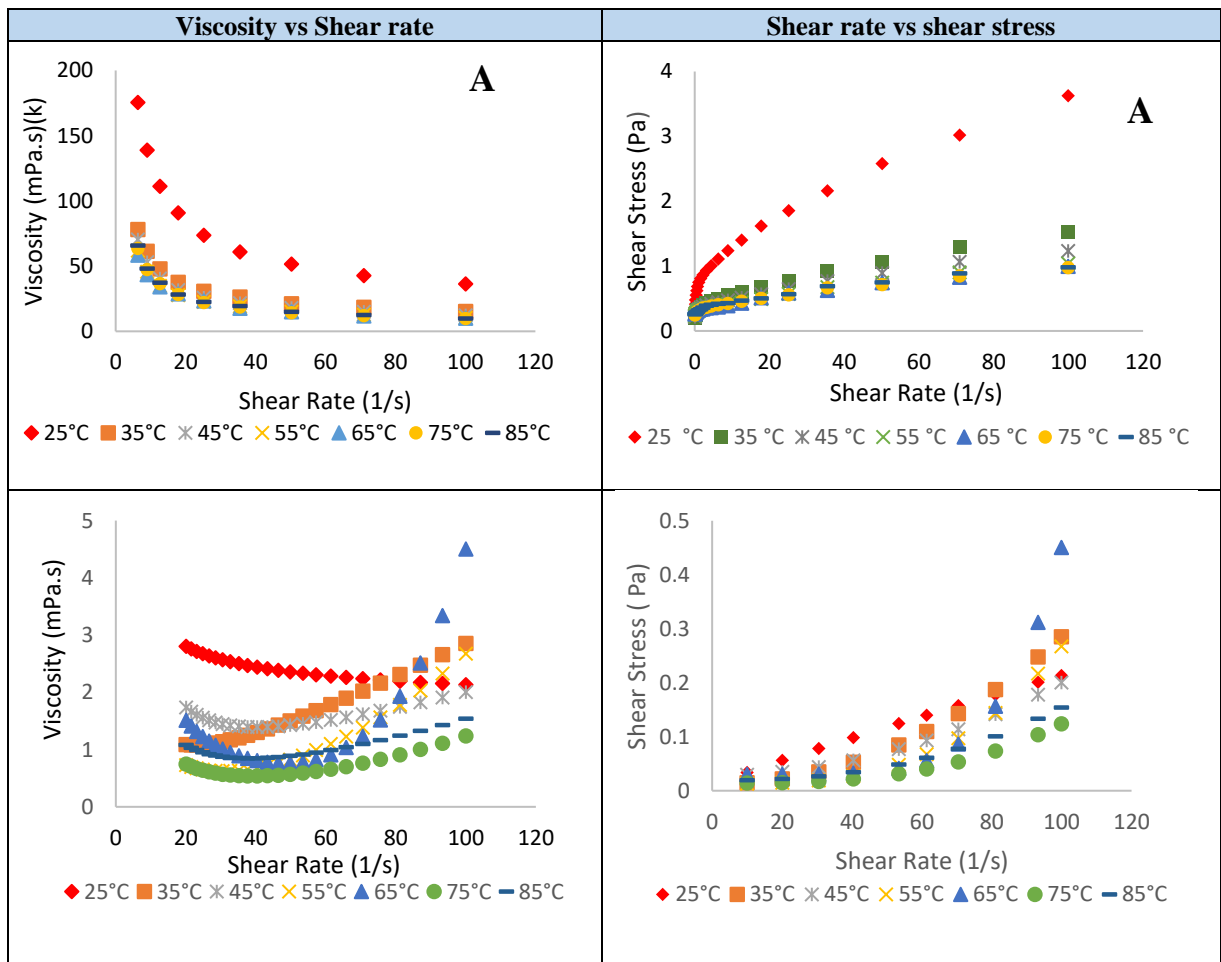 Viscosity vs Shear rate
Shear rate vs shear stress
A
Viscosity (mPa.s)(k)
200
150
100
50
0
0 20 40 60 80 100 120
Shear Rate (1/s)
25°C 35°C 45°C 55°C 65°C 75°C 85°C
A
Shear Stress (Pa)
4
3
2
1
0
0 20 40 60 80 100 120
Shear Rate (1/s)
25 °C 35 °C 45 °C 55 °C 65 °C 75 °C 85 °C
Viscosity (mPa.s)
5
4
3
2
1
0
0 20 40 60 80 100 120
Shear Rate (1/s)
25°C 35°C 45°C 55°C 65°C 75°C 85°C
Shear Stress ( Pa)
0.5
0.4
0.3
0.2
0.1
0
0 20 40 60 80 100 120
Shear Rate (1/s)
25°C 35°C 45°C 55°C 65°C 75°C 85°C